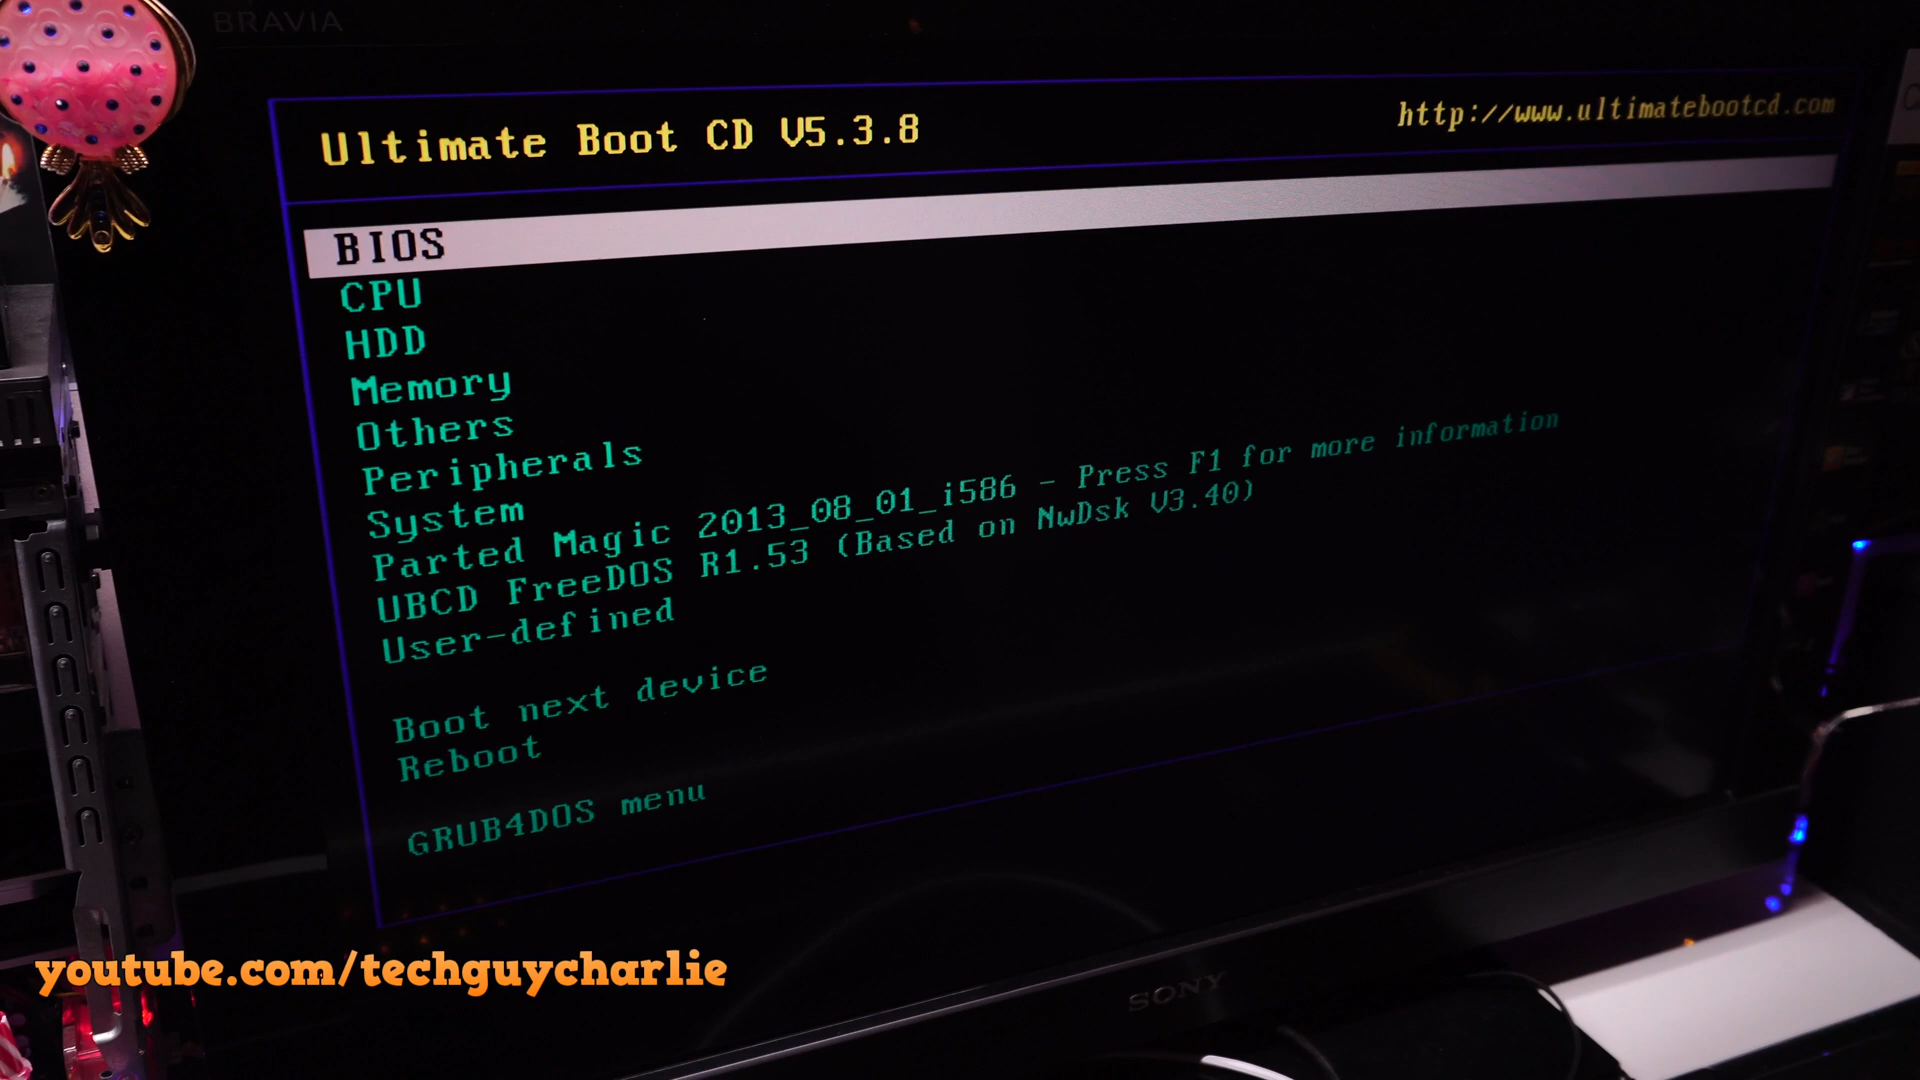 BRAVIA
Ultimate Boot CD V5.3.8
http://www.ultimatebootcd.com
BIOS
CPU
HDD
Memory
Others
Peripherals
System
Parted Magic 2013_08_01_i586 - Press F1 for more information
UBCD FreeDOS R1.53 (Based on NwDsk V3.40)
User-defined
Boot next device
Reboot
GRUB4DOS menu
youtube.com/techguycharlie
SONY